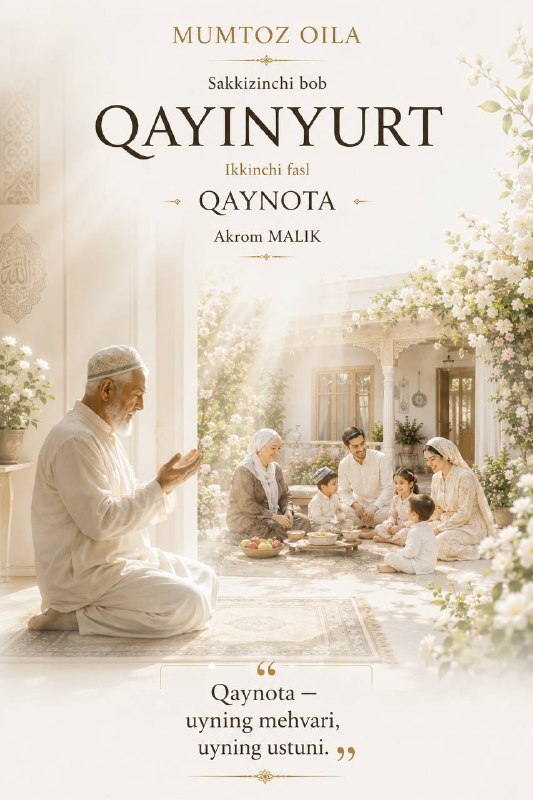 MUMTOZ OILA
Sakkizinchi bob
QAYINYURT
Ikkinchi fasl
QAYNOTA
Akrom MALIK
“
Qaynota —
uyning mehvari,
uyning ustuni. ”